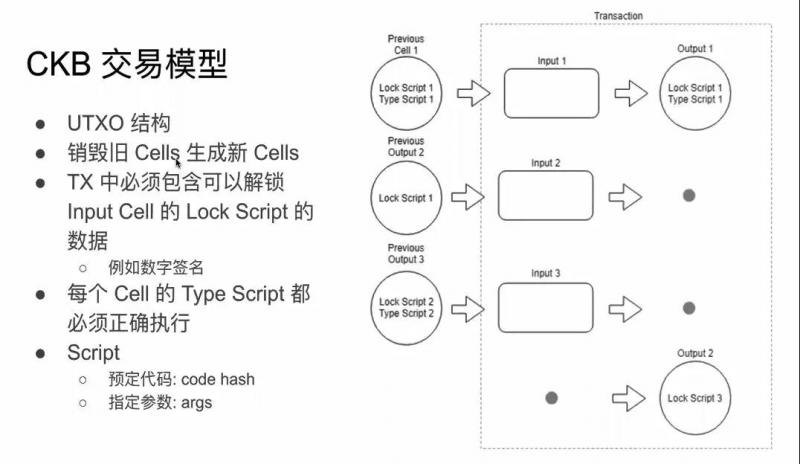 CKB 交易模型
UTXO 结构
销毁旧 Cells 生成新 Cells
TX 中必须包含可以解锁
Input Cell 的 Lock Script 的
数据
例如数字签名
每个 Cell 的 Type Script 都
必须正确执行
Script
预定代码: code hash
指定参数: args
Transaction
Previous
Cell 1
Lock Script 1
Type Script 1
Input 1
Output 1
Lock Script 1
Type Script 1
Previous
Output 2
Lock Script 1
Input 2
Previous
Output 3
Lock Script 2
Type Script 2
Input 3
Output 2
Lock Script 3